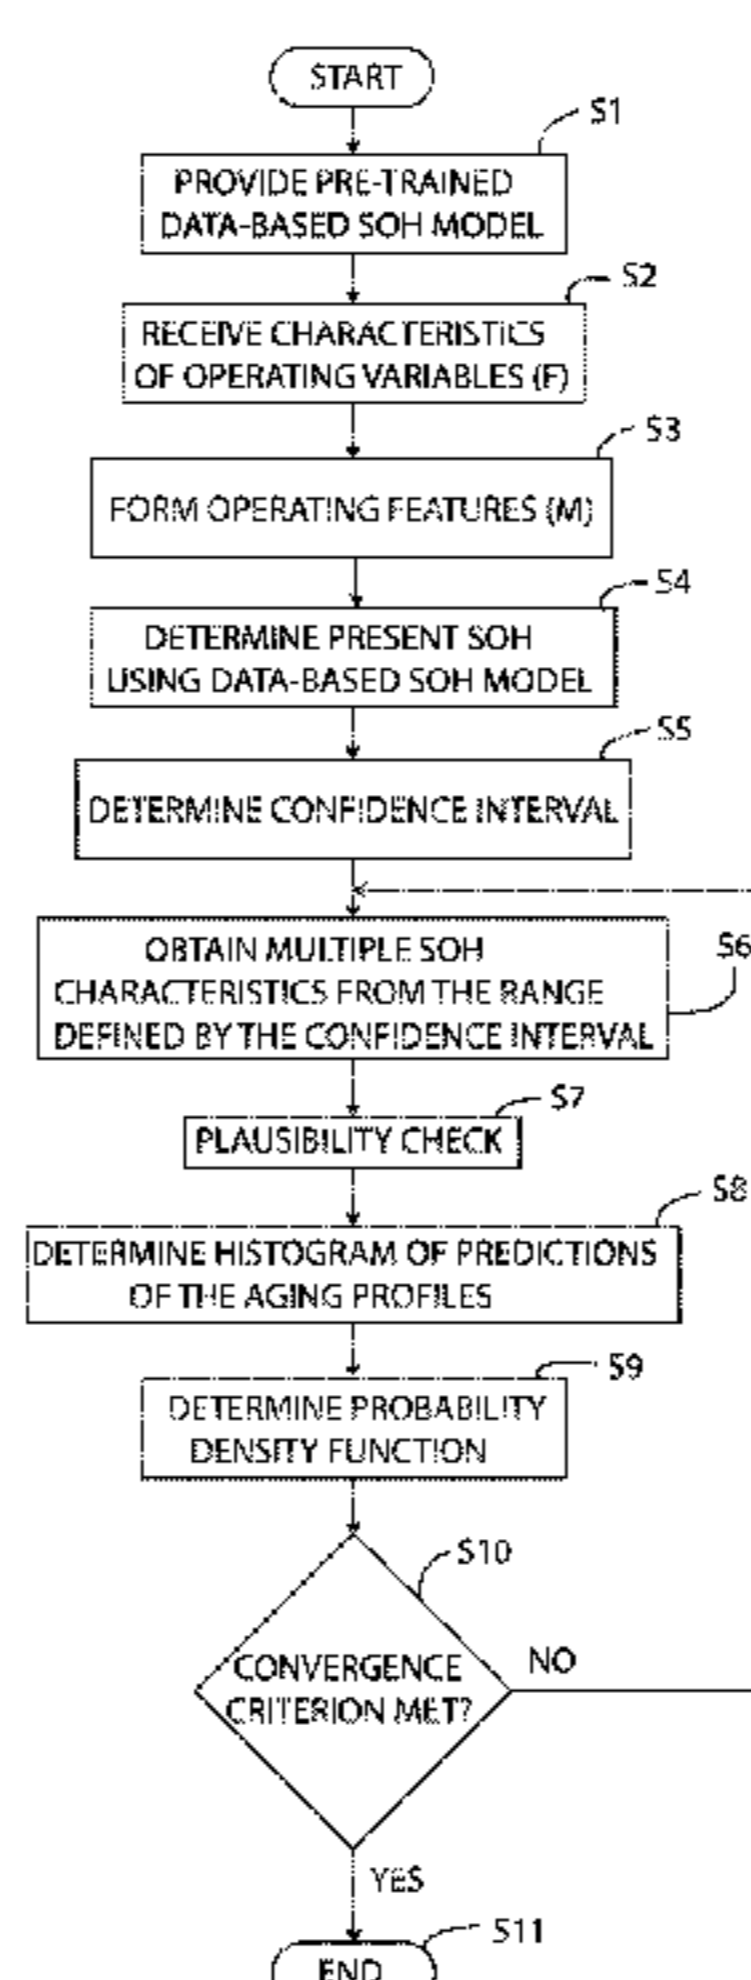 START
S1
PROVIDE PRE-TRAINED
DATA-BASED SOH MODEL
S2
RECEIVE CHARACTERISTICS
OF OPERATING VARIABLES (F)
S3
FORM OPERATING FEATURES (M)
S4
DETERMINE PRESENT SOH
USING DATA-BASED SOH MODEL
S5
DETERMINE CONFIDENCE INTERVAL
S6
OBTAIN MULTIPLE SOH
CHARACTERISTICS FROM THE RANGE
DEFINED BY THE CONFIDENCE INTERVAL
S7
PLAUSIBILITY CHECK
S8
DETERMINE HISTOGRAM OF PREDICTIONS
OF THE AGING PROFILES
S9
DETERMINE PROBABILITY
DENSITY FUNCTION
S10
CONVERGENCE
CRITERION MET?
NO
YES
S11
END